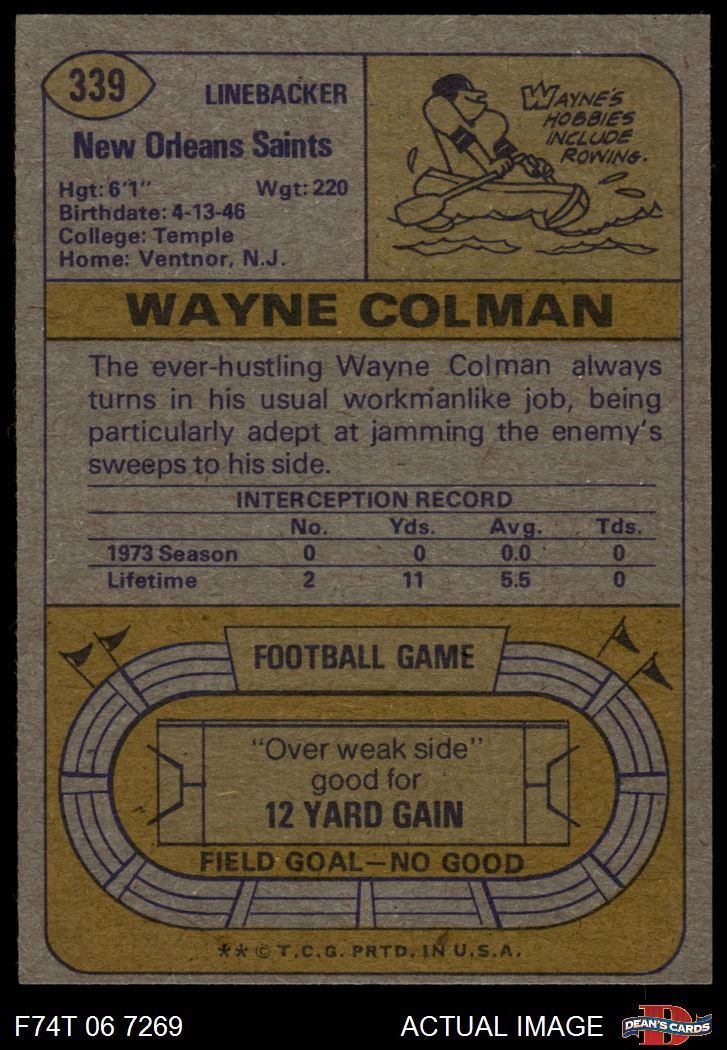 339
LINEBACKER
New Orleans Saints
Hgt: 6'1" Wgt: 220
Birthdate: 4-13-46
College: Temple
Home: Ventnor, N.J.
WAYNE'S
HOBBIES
INCLUDE
ROWING.
WAYNE COLMAN
The ever-hustling Wayne Colman always
turns in his usual workmanlike job, being
particularly adept at jamming the enemy's
sweeps to his side.
INTERCEPTION RECORD
No. Yds. Avg. Tds.
1973 Season 0 0 0.0 0
Lifetime 2 11 5.5 0
FOOTBALL GAME
"Over weak side"
good for
12 YARD GAIN
FIELD GOAL—NO GOOD
** © T.C.G. PRTD. IN U.S.A.
F74T 06 7269 ACTUAL IMAGE
D
DEAN'S CARDS